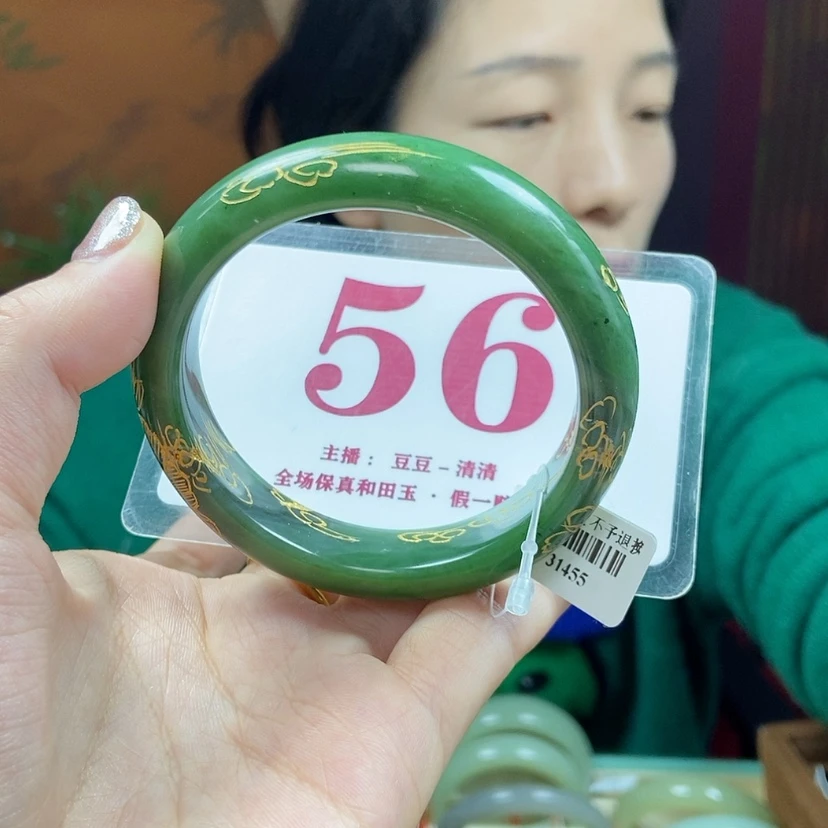 56
主播： 豆豆－清清
全场保真和田玉 · 假一
不予退换
31455